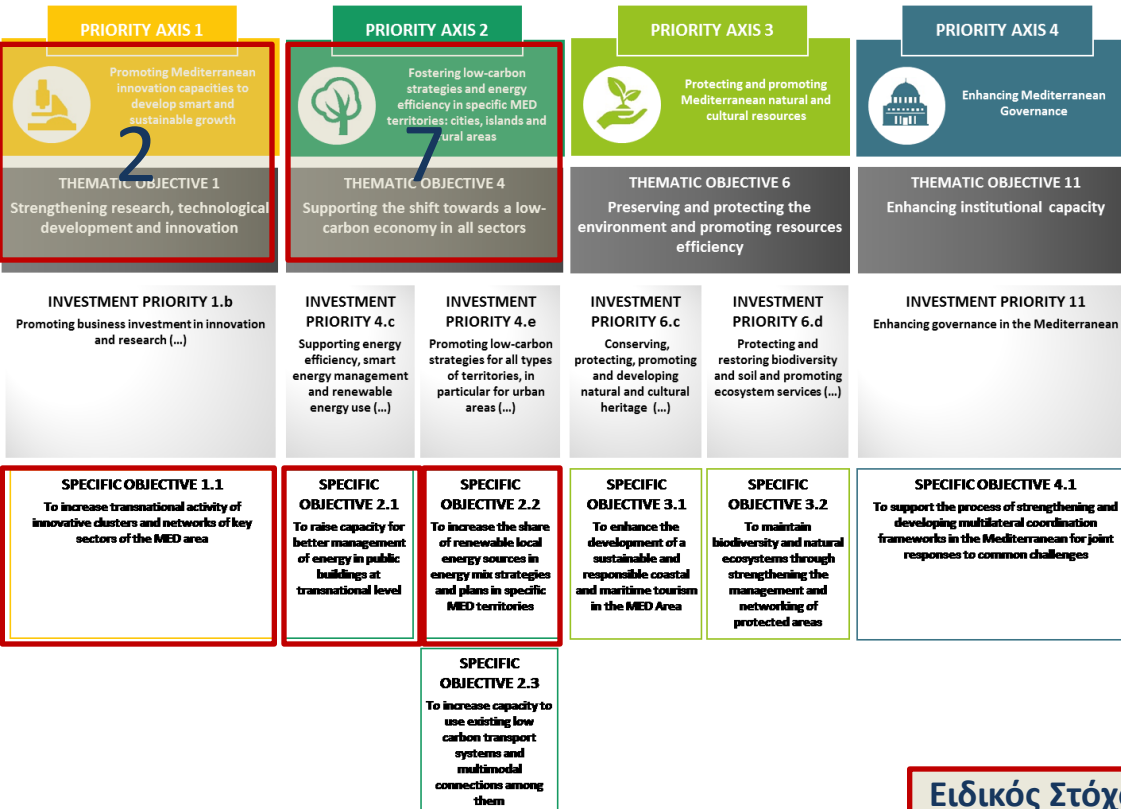 PRIORITY AXIS 1
Promoting Mediterranean
innovation capacities to
develop smart and
sustainable growth
2
THEMATIC OBJECTIVE 1
Strengthening research, technological
development and innovation
INVESTMENT PRIORITY 1.b
Promoting business investment in innovation
and research (...)
SPECIFIC OBJECTIVE 1.1
To increase transnational activity of
innovative clusters and networks of key
sectors of the MED area
PRIORITY AXIS 2
Fostering low-carbon
strategies and energy
efficiency in specific MED
territories: cities, islands and
rural areas
7
THEMATIC OBJECTIVE 4
Supporting the shift towards a low-
carbon economy in all sectors
INVESTMENT
PRIORITY 4.c
Supporting energy
efficiency, smart
energy management
and renewable
energy use (...)
SPECIFIC
OBJECTIVE 2.1
To raise capacity for
better management
of energy in public
buildings at
transnational level
INVESTMENT
PRIORITY 4.e
Promoting low-carbon
strategies for all types
of territories, in
particular for urban
areas (...)
SPECIFIC
OBJECTIVE 2.2
To increase the share
of renewable local
energy sources in
energy mix strategies
and plans in specific
MED territories
SPECIFIC
OBJECTIVE 2.3
To increase capacity to
use existing low
carbon transport
systems and
multimodal
connections among
them
PRIORITY AXIS 3
Protecting and promoting
Mediterranean natural and
cultural resources
THEMATIC OBJECTIVE 6
Preserving and protecting the
environment and promoting resources
efficiency
INVESTMENT
PRIORITY 6.c
Conserving,
protecting, promoting
and developing
natural and cultural
heritage (...)
SPECIFIC
OBJECTIVE 3.1
To enhance the
development of a
sustainable and
responsible coastal
and maritime tourism
in the MED Area
INVESTMENT
PRIORITY 6.d
Protecting and
restoring biodiversity
and soil and promoting
ecosystem services (...)
SPECIFIC
OBJECTIVE 3.2
To maintain
biodiversity and natural
ecosystems through
strengthening the
management and
networking of
protected areas
PRIORITY AXIS 4
Enhancing Mediterranean
Governance
THEMATIC OBJECTIVE 11
Enhancing institutional capacity
INVESTMENT PRIORITY 11
Enhancing governance in the Mediterranean
SPECIFIC OBJECTIVE 4.1
To support the process of strengthening and
developing multilateral coordination
frameworks in the Mediterranean for joint
responses to common challenges
Ειδικός